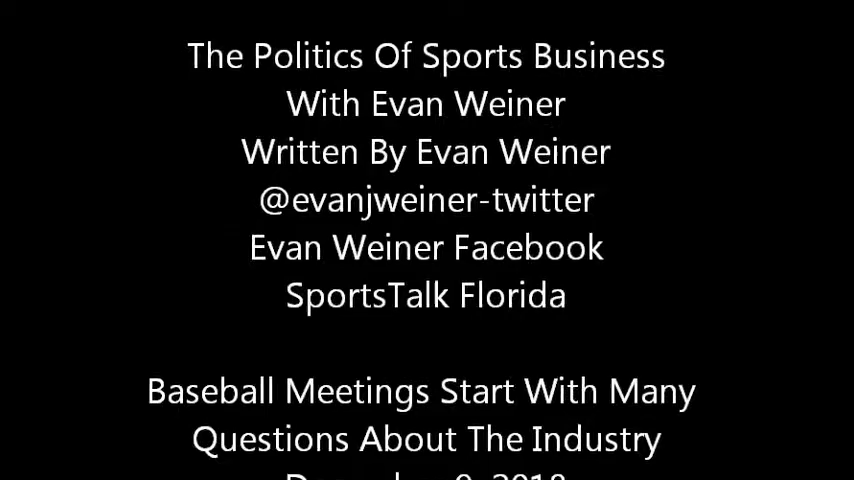 The Politics Of Sports Business
With Evan Weiner
Written By Evan Weiner
@evanjweiner-twitter
Evan Weiner Facebook
SportsTalk Florida
Baseball Meetings Start With Many
Questions About The Industry